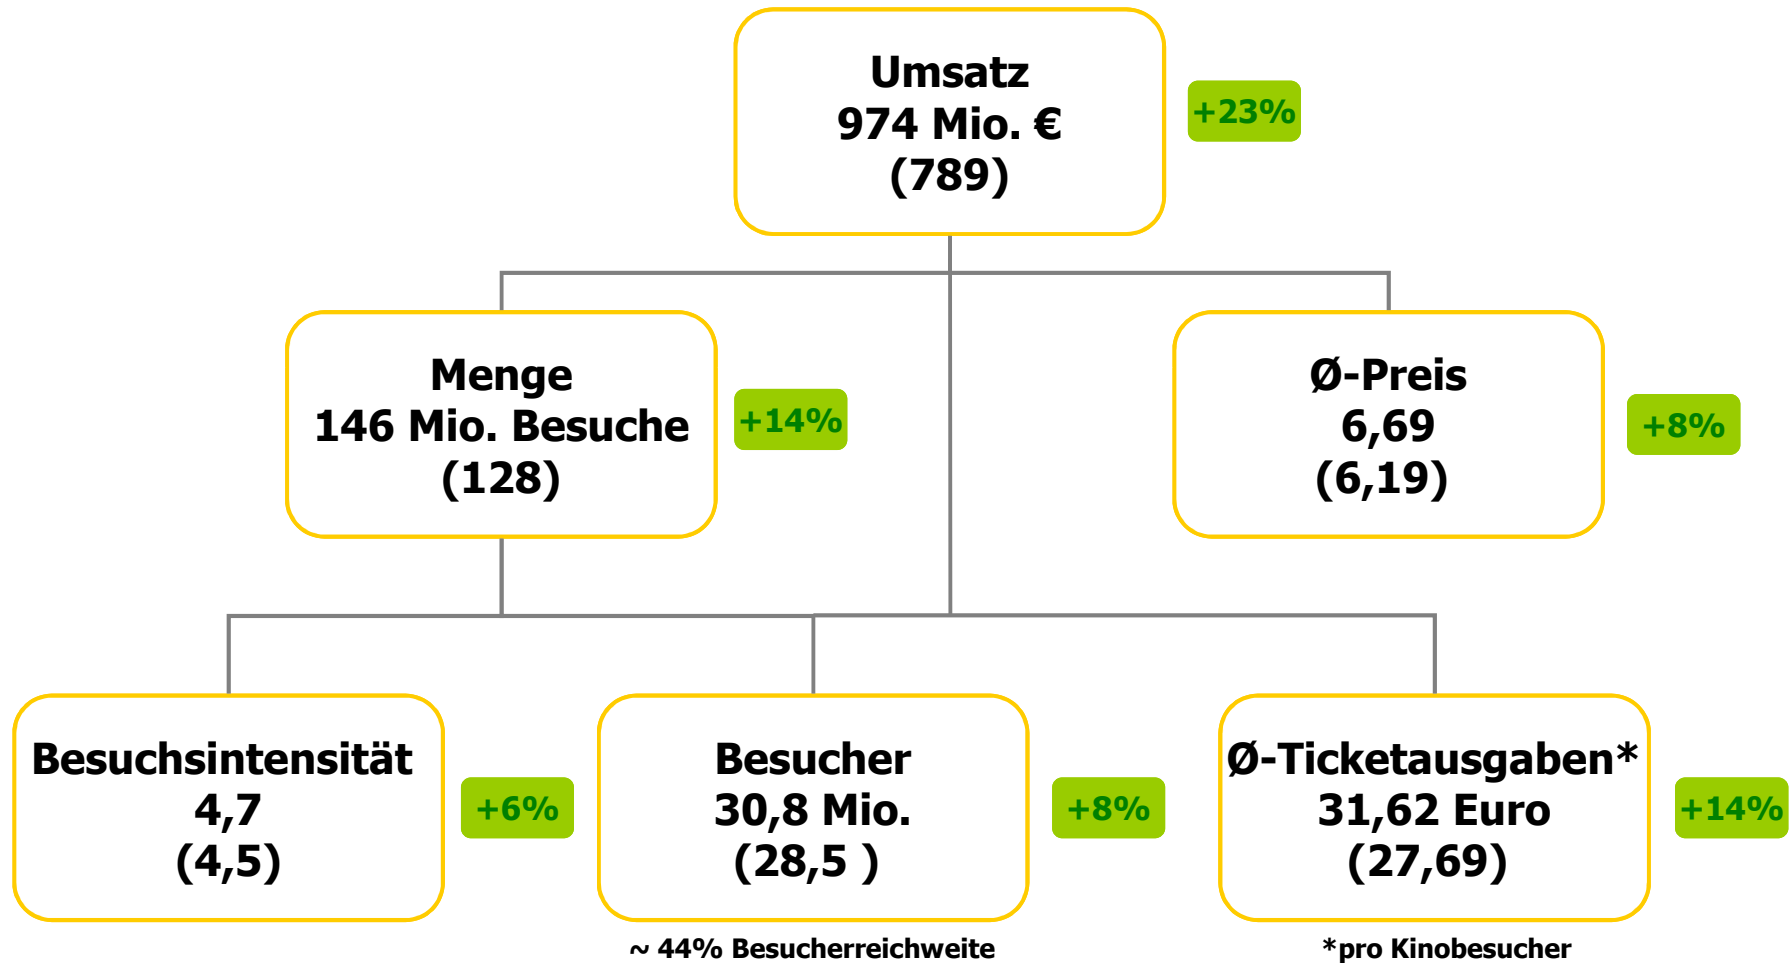 Umsatz
974 Mio. €
(789)
+23%
Menge
146 Mio. Besuche
(128)
+14%
Ø-Preis
6,69
(6,19)
+8%
Besuchsintensität
4,7
(4,5)
+6%
Besucher
30,8 Mio.
(28,5 )
+8%
Ø-Ticketausgaben*
31,62 Euro
(27,69)
+14%
~ 44% Besucherreichweite
*pro Kinobesucher